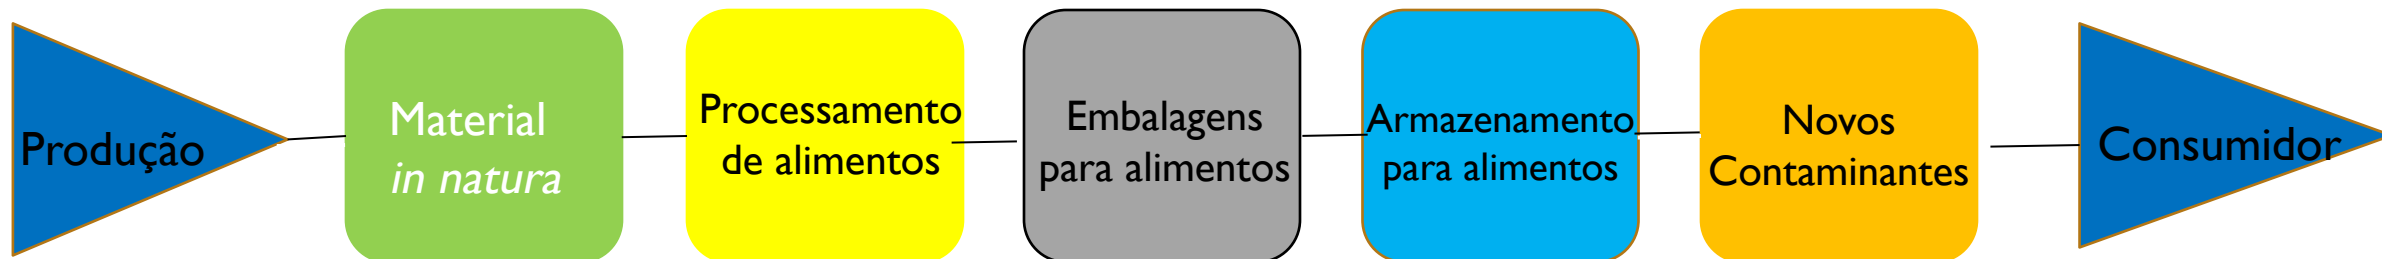 Produção
Material
in natura
Processamento
de alimentos
Embalagens
para alimentos
Armazenamento
para alimentos
Novos
Contaminantes
Consumidor